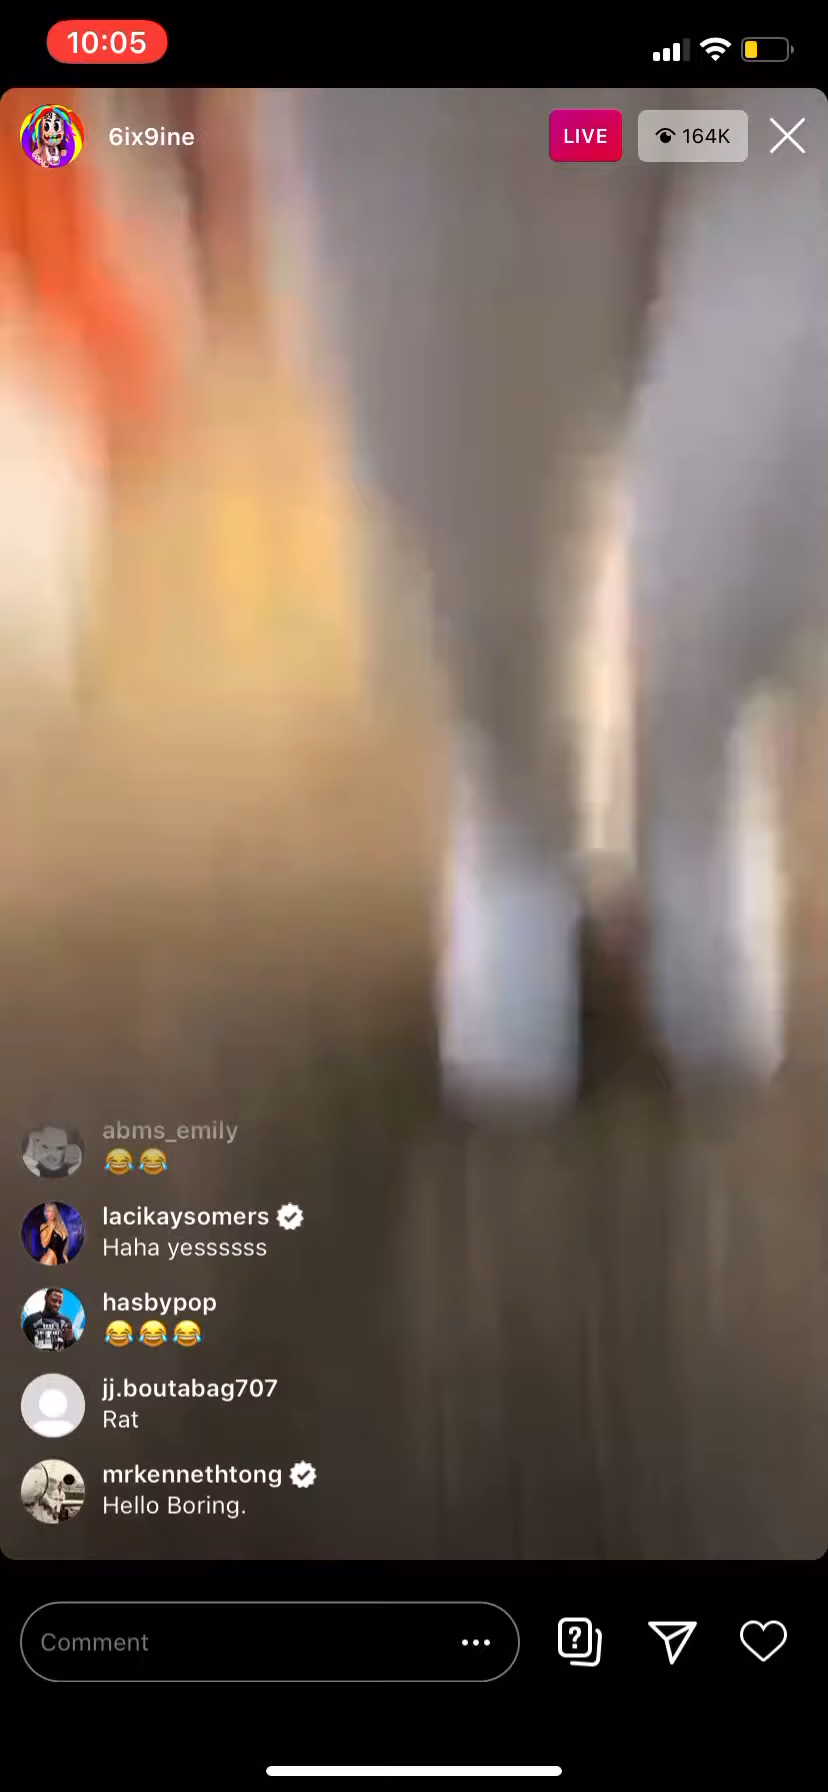 10:05
6ix9ine
LIVE
164K
abms_emily
😂😂
lacikaysomers
Haha yessssss
hasbypop
😂😂😂
jj.boutabag707
Rat
mrkennethtong
Hello Boring.
Comment